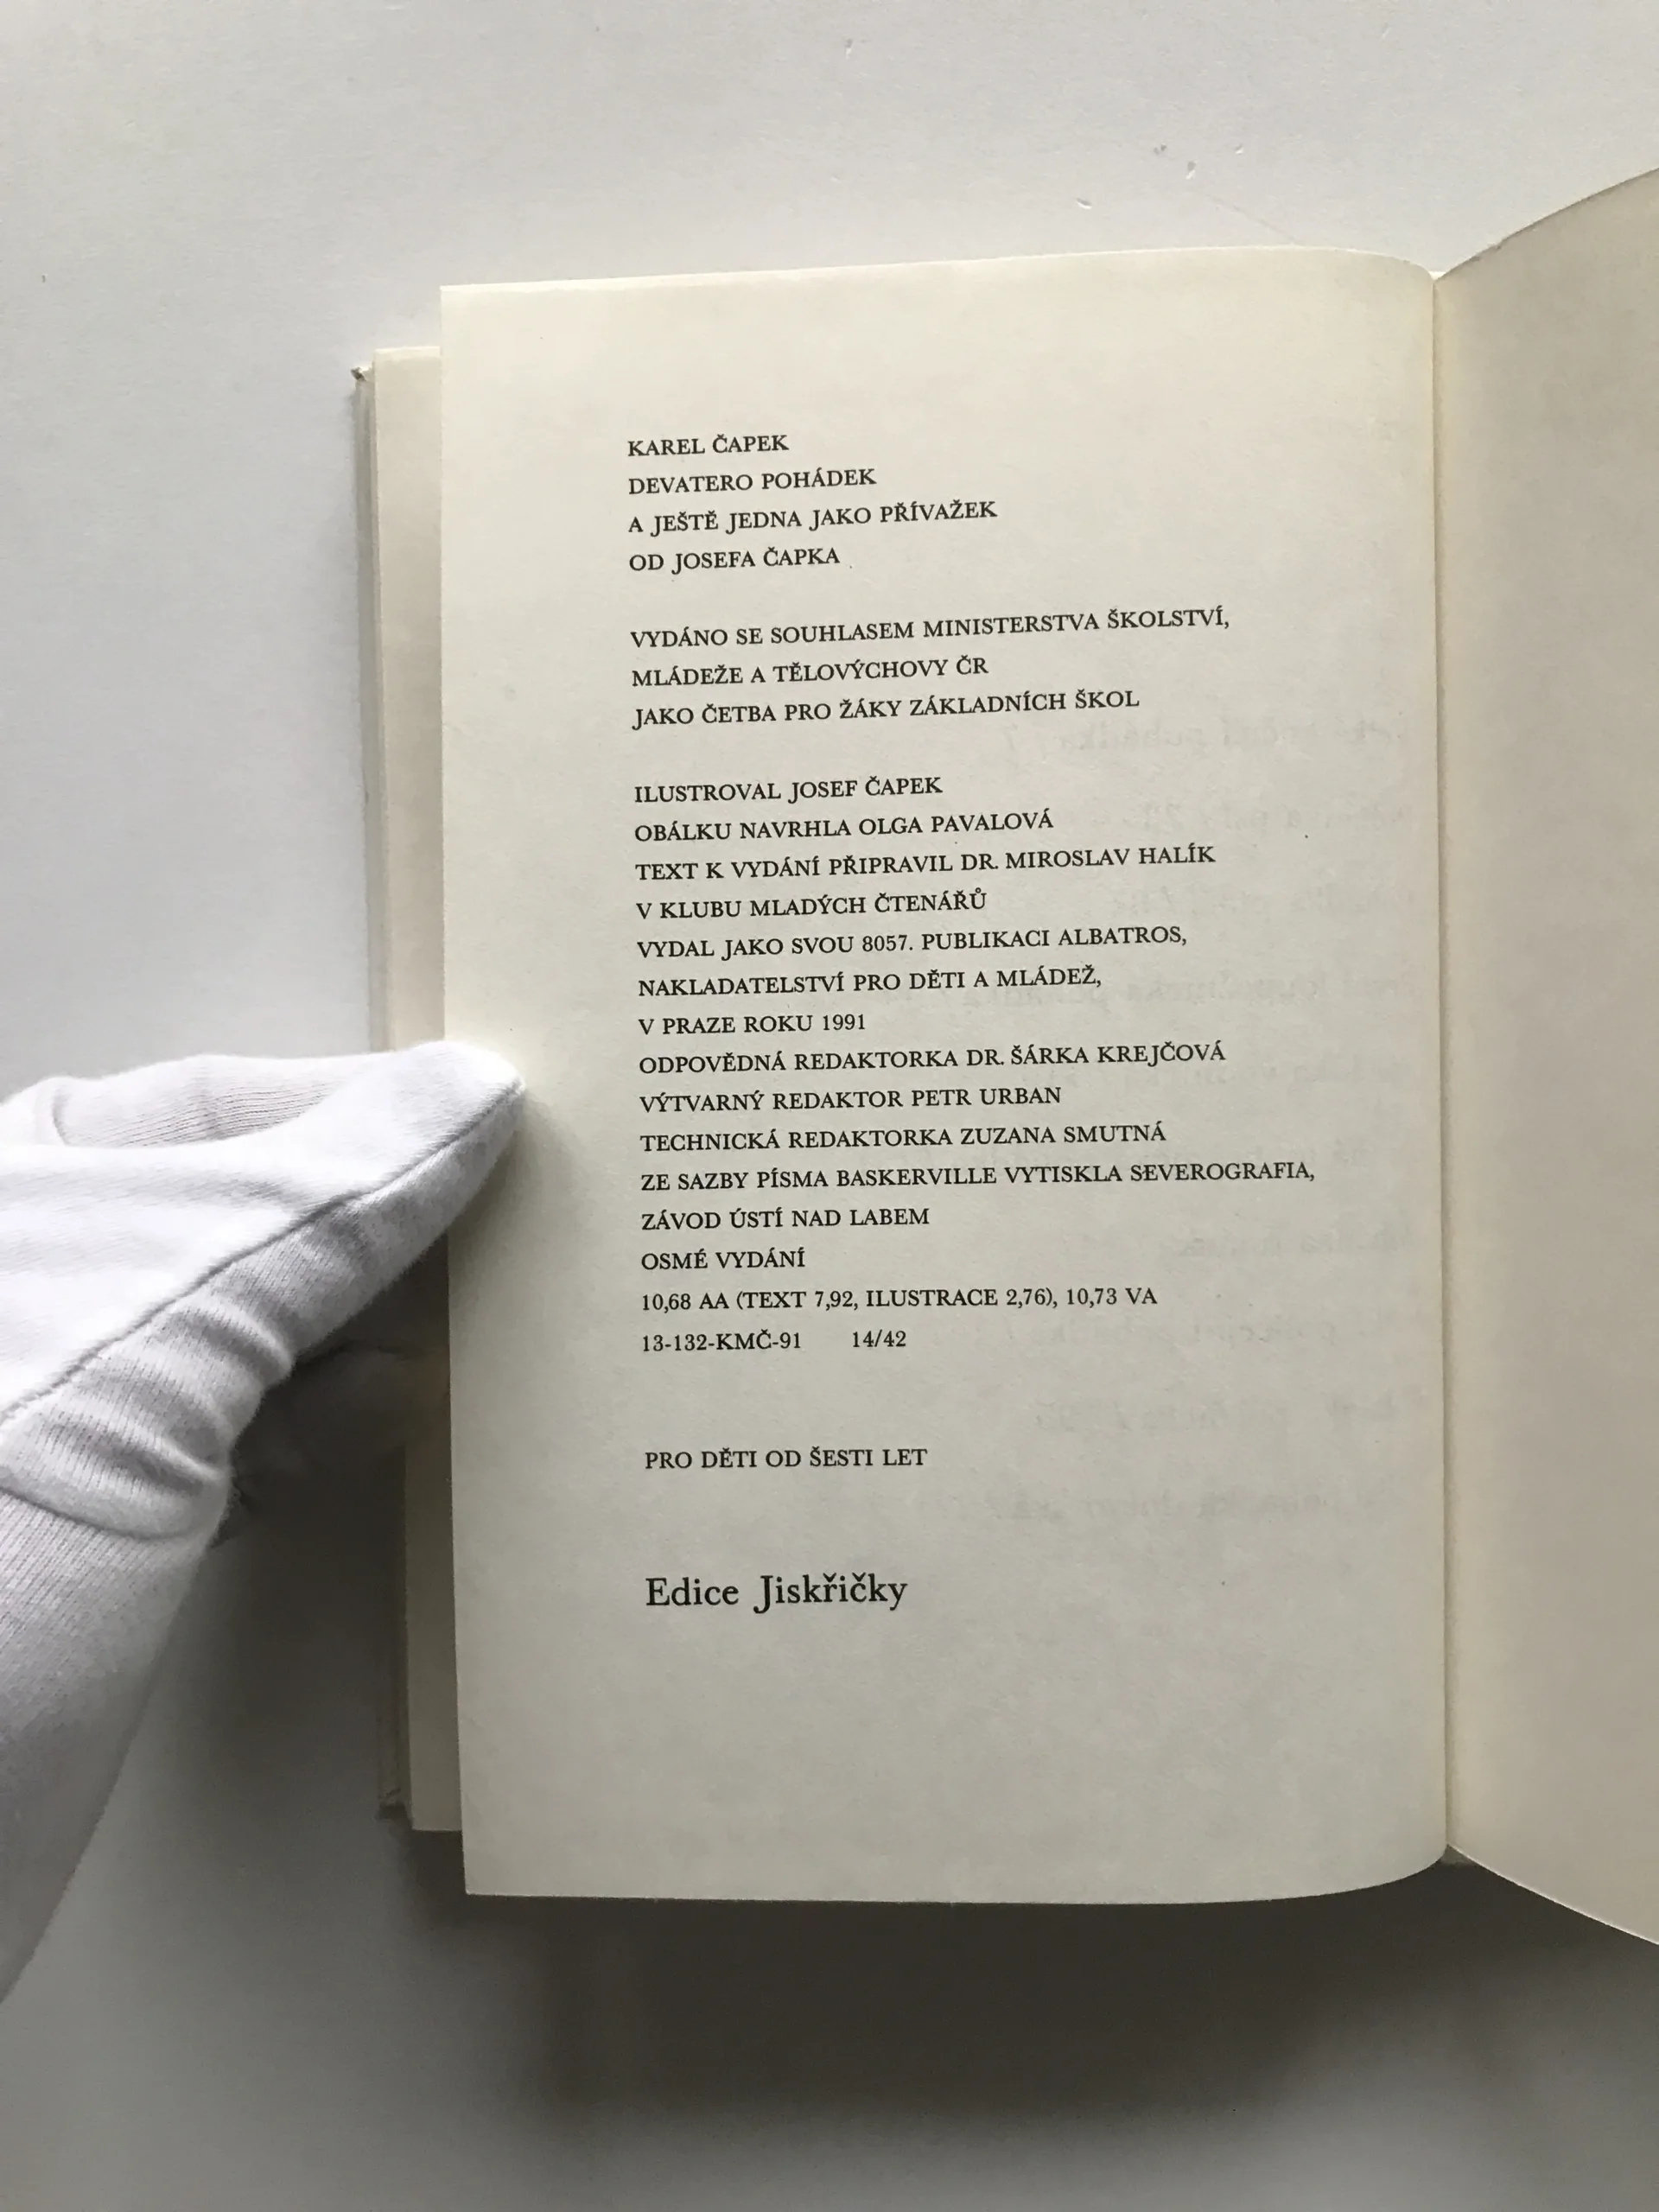 KAREL ČAPEK
DEVATERO POHÁDEK
A JEŠTĚ JEDNA JAKO PŘÍVAŽEK
OD JOSEFA ČAPKA
VYDÁNO SE SOUHLASEM MINISTERSTVA ŠKOLSTVÍ,
MLÁDEŽE A TĚLOVÝCHOVY ČR
JAKO ČETBA PRO ŽÁKY ZÁKLADNÍCH ŠKOL
ILUSTROVAL JOSEF ČAPEK
OBÁLKU NAVRHLA OLGA PAVALOVÁ
TEXT K VYDÁNÍ PŘIPRAVIL DR. MIROSLAV HALÍK
V KLUBU MLADÝCH ČTENÁŘŮ
VYDAL JAKO SVOU 8057. PUBLIKACI ALBATROS,
NAKLADATELSTVÍ PRO DĚTI A MLÁDEŽ,
V PRAZE ROKU 1991
ODPOVĚDNÁ REDAKTORKA DR. ŠÁRKA KREJČOVÁ
VÝTVARNÝ REDAKTOR PETR URBAN
TECHNICKÁ REDAKTORKA ZUZANA SMUTNÁ
ZE SAZBY PÍSMA BASKERVILLE VYTISKLA SEVEROGRAFIA,
ZÁVOD ÚSTÍ NAD LABEM
OSMÉ VYDÁNÍ
10,68 AA (TEXT 7,92, ILUSTRACE 2,76), 10,73 VA
13-132-KMČ-91 14/42
PRO DĚTI OD ŠESTI LET
Edice Jiskřičky